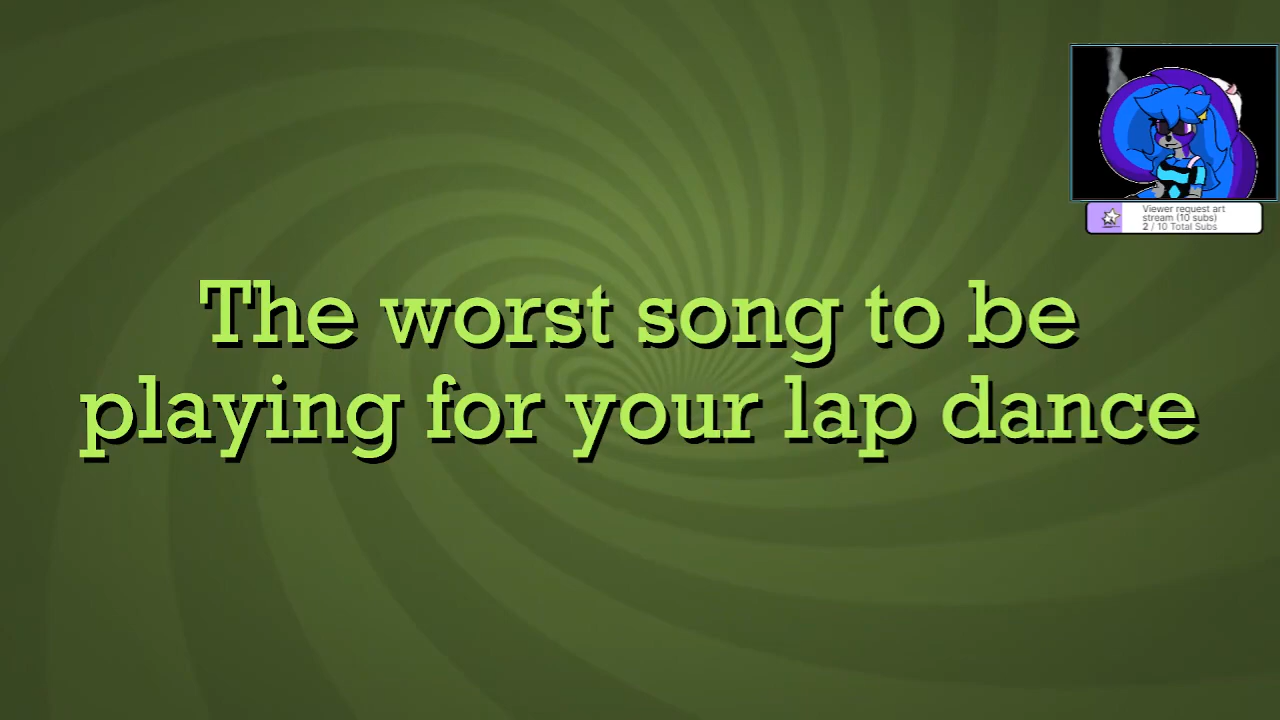 Viewer request art
stream (10 subs)
2 / 10 Total Subs
The worst song to be
playing for your lap dance